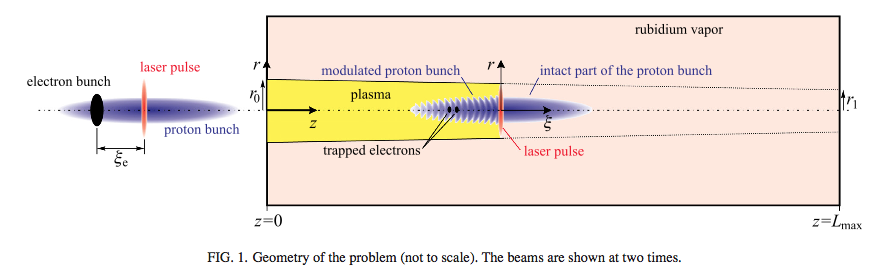 rubidium vapor
r
r
laser pulse
modulated proton bunch
intact part of the proton bunch
electron bunch
r0
plasma
r1
proton bunch
z
ξ
ξe
trapped electrons
laser pulse
z=0
z=Lmax
FIG. 1. Geometry of the problem (not to scale). The beams are shown at two times.